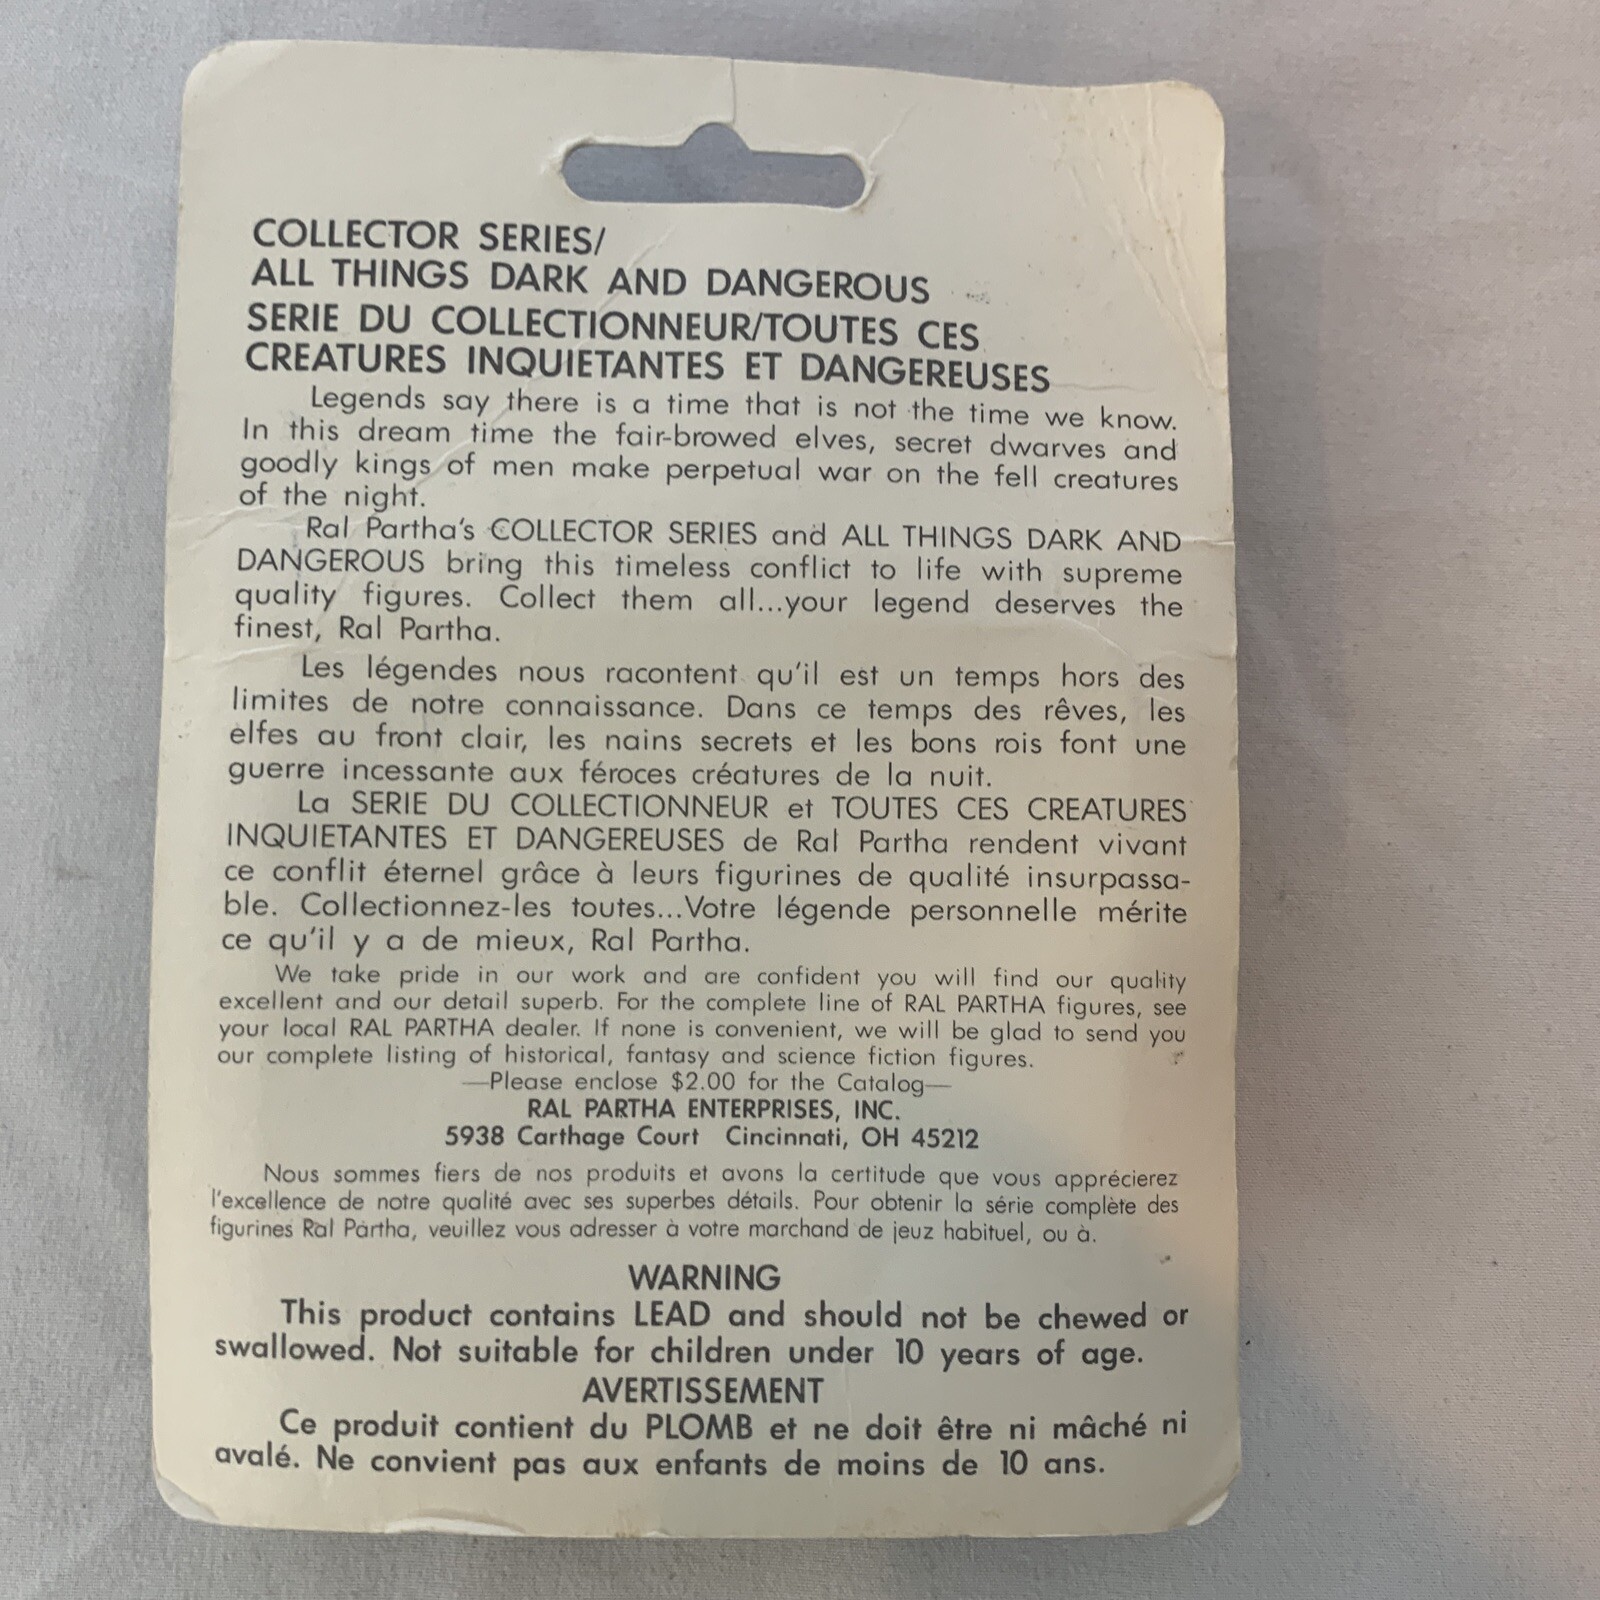 COLLECTOR SERIES/
ALL THINGS DARK AND DANGEROUS
SERIE DU COLLECTIONNEUR/TOUTES CES
CREATURES INQUIETANTES ET DANGEREUSES
Legends say there is a time that is not the time we know.
In this dream time the fair-browed elves, secret dwarves and
goodly kings of men make perpetual war on the fell creatures
of the night.
Ral Partha's COLLECTOR SERIES and ALL THINGS DARK AND
DANGEROUS bring this timeless conflict to life with supreme
quality figures. Collect them all...your legend deserves the
finest, Ral Partha.
Les légendes nous racontent qu'il est un temps hors des
limites de notre connaissance. Dans ce temps des rêves, les
elfes au front clair, les nains secrets et les bons rois font une
guerre incessante aux féroces créatures de la nuit.
La SERIE DU COLLECTIONNEUR et TOUTES CES CREATURES
INQUIETANTES ET DANGEREUSES de Ral Partha rendent vivant
ce conflit éternel grâce à leurs figurines de qualité insurpassa-
ble. Collectionnez-les toutes...Votre légende personnelle mérite
ce qu'il y a de mieux, Ral Partha.
We take pride in our work and are confident you will find our quality
excellent and our detail superb. For the complete line of RAL PARTHA figures, see
your local RAL PARTHA dealer. If none is convenient, we will be glad to send you
our complete listing of historical, fantasy and science fiction figures.
—Please enclose $2.00 for the Catalog—
RAL PARTHA ENTERPRISES, INC.
5938 Carthage Court Cincinnati, OH 45212
Nous sommes fiers de nos produits et avons la certitude que vous apprécierez
l'excellence de notre qualité avec ses superbes détails. Pour obtenir la série complète des
figurines Ral Partha, veuillez vous adresser à votre marchand de jeuz habituel, ou à.
WARNING
This product contains LEAD and should not be chewed or
swallowed. Not suitable for children under 10 years of age.
AVERTISSEMENT
Ce produit contient du PLOMB et ne doit être ni mâché ni
avalé. Ne convient pas aux enfants de moins de 10 ans.